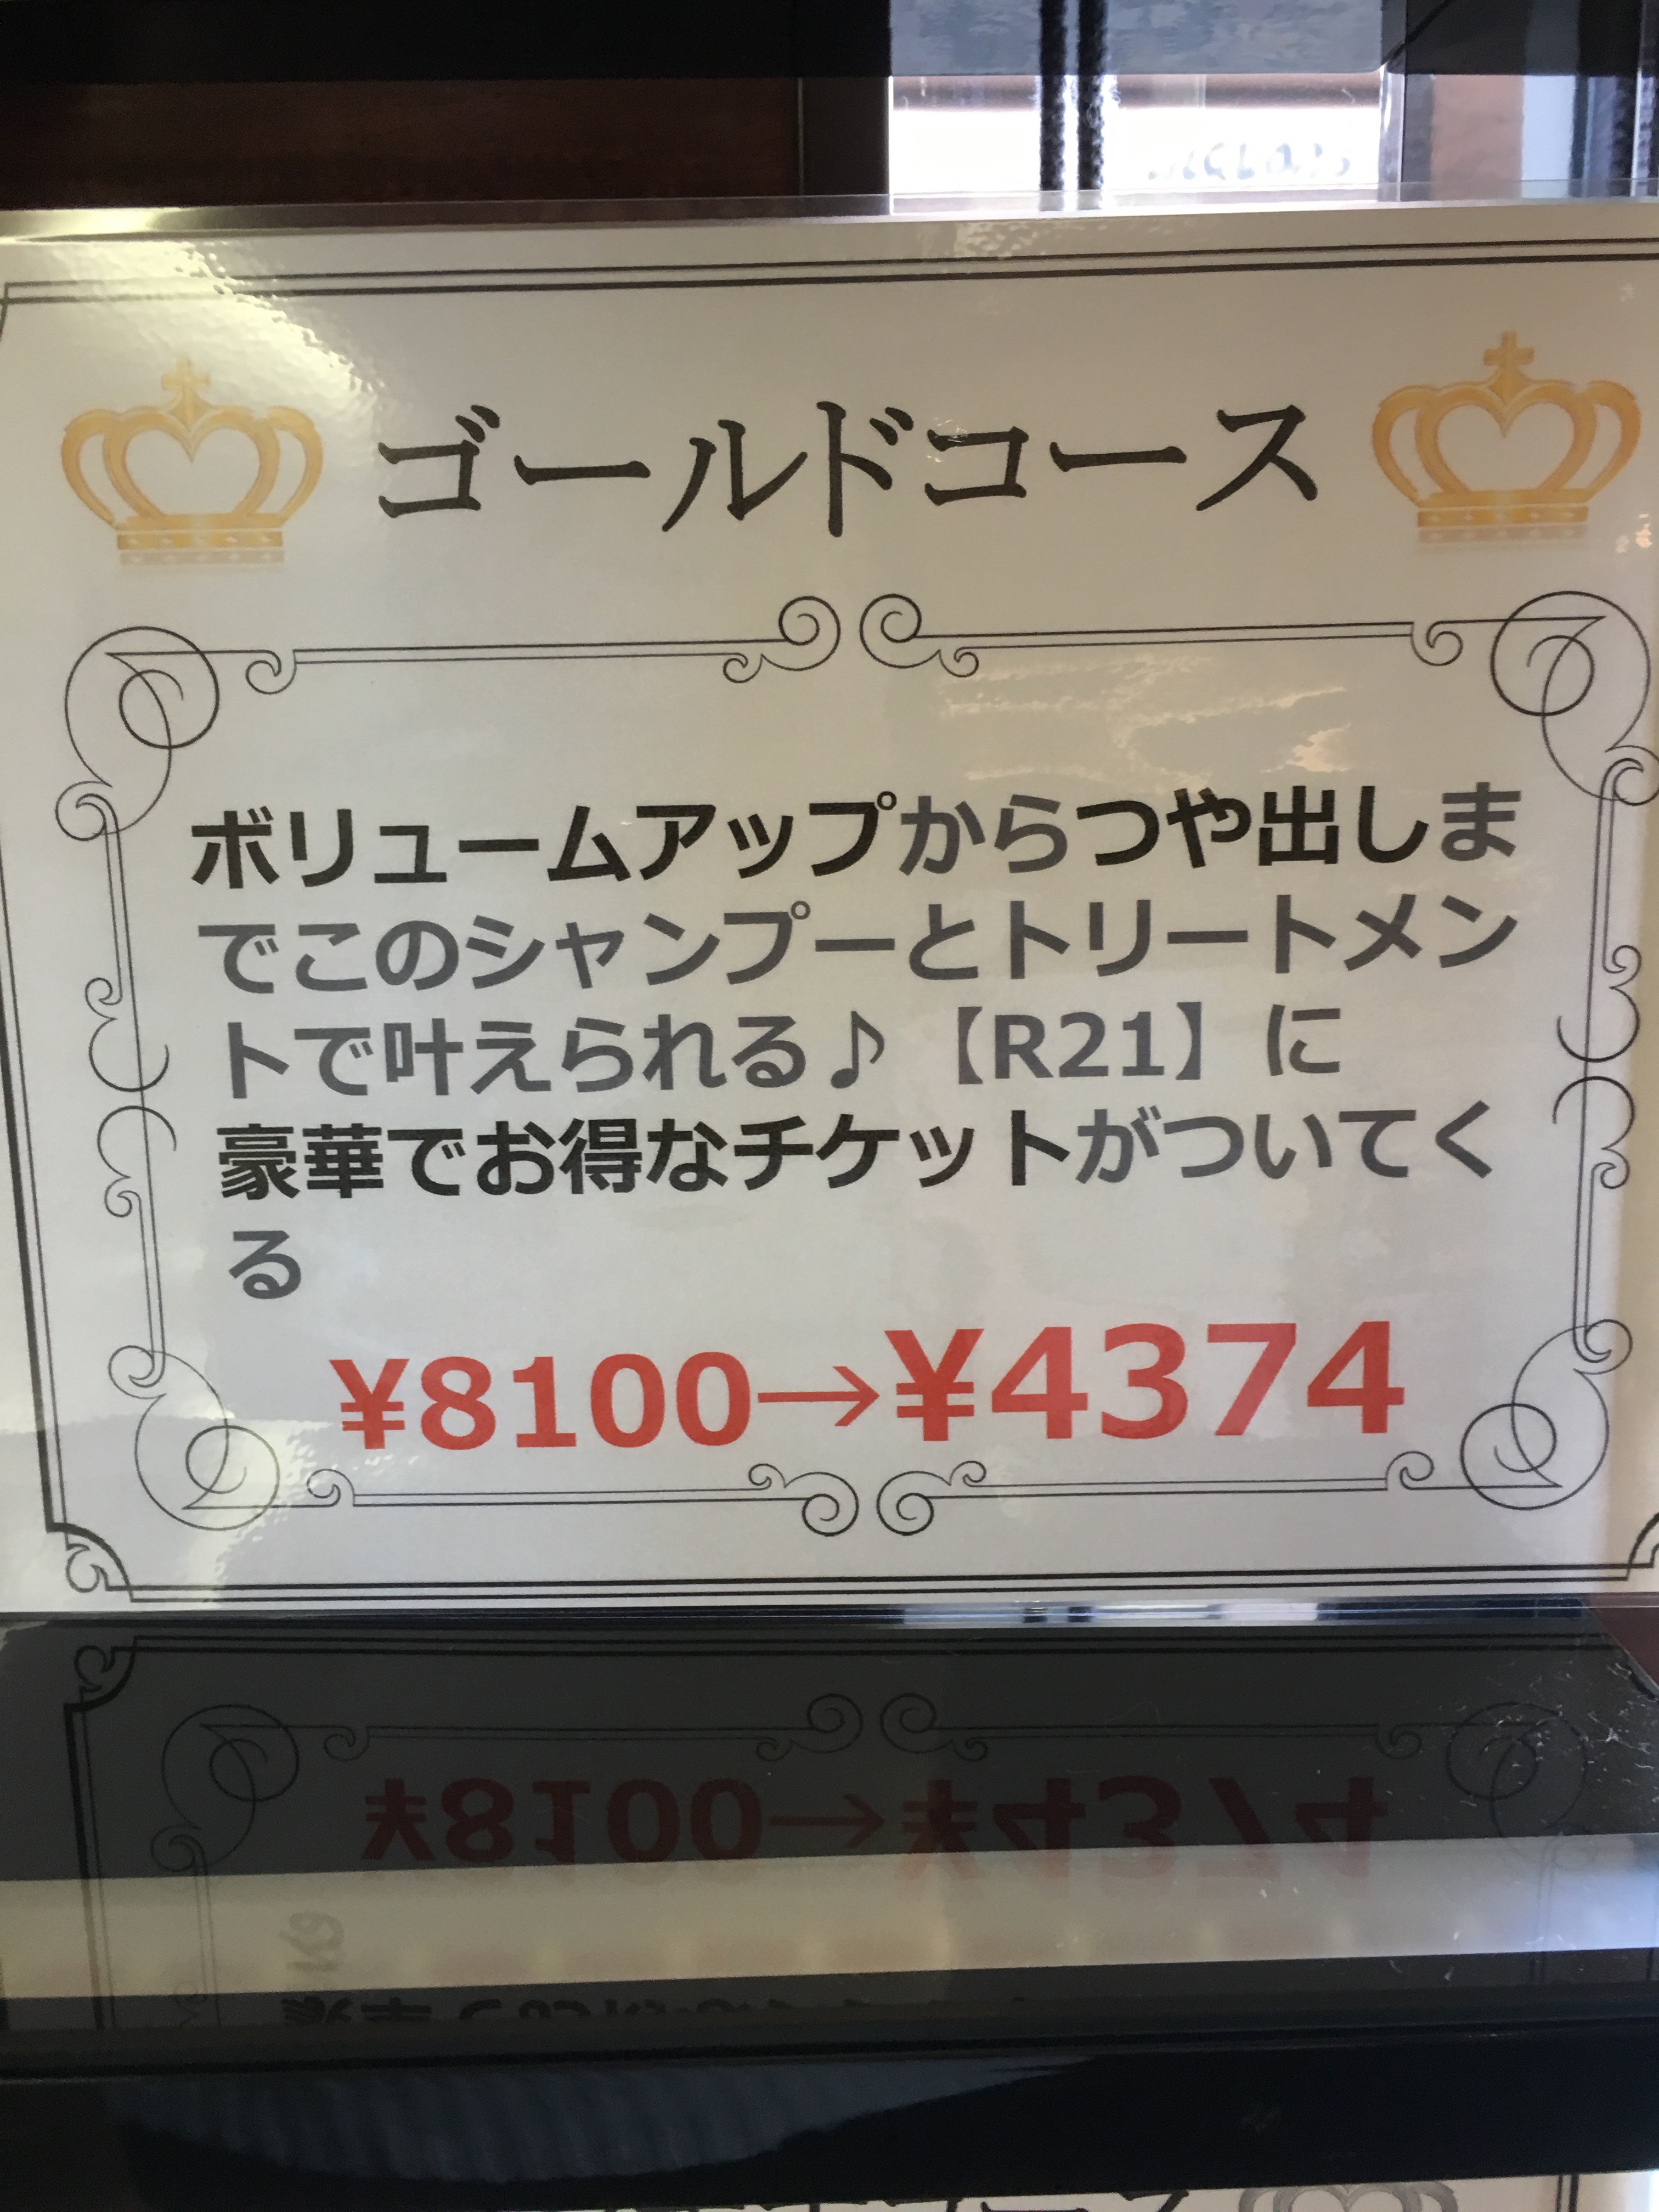 ゴールドコース
ボリュームアップからつや出しま
でこのシャンプーとトリートメン
トで叶えられる♪【R21】に
豪華でお得なチケットがついてく
る
¥8100→¥4374